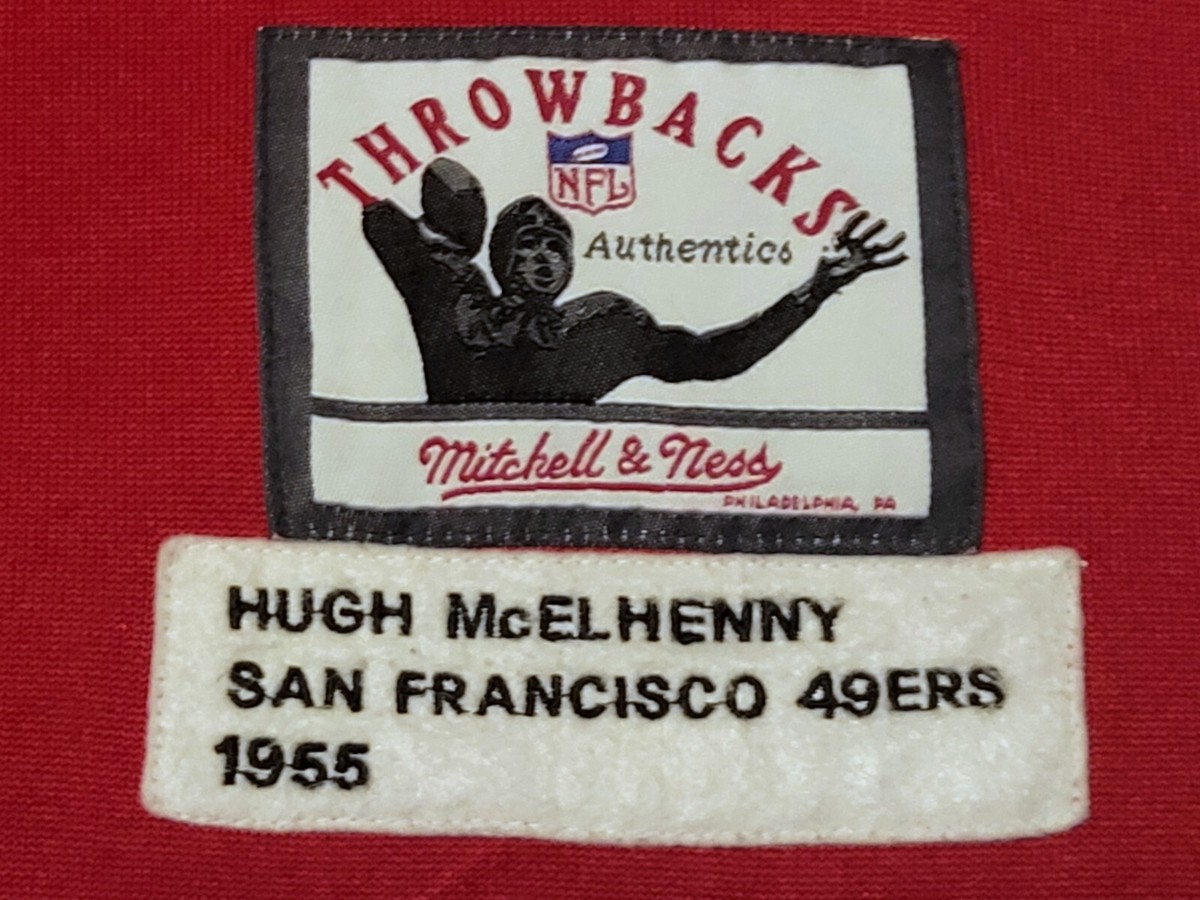 THROWBACKS
NFL
Authentics
Mitchell & Ness
PHILADELPHIA, PA
HUGH McELHENNY
SAN FRANCISCO 49ERS
1955